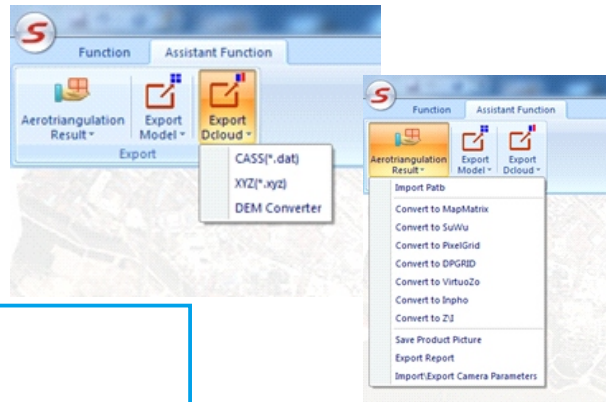 S
Function Assistant Function
Aerotriangulation Result
Export Model
Export Dcloud
Export
CASS(*.dat)
XYZ(*.xyz)
DEM Converter
S
Function Assistant Function
Aerotriangulation Result
Export Model
Export Dcloud
Import Patb
Convert to MapMatrix
Convert to SuWu
Convert to PixelGrid
Convert to DPGRID
Convert to VirtuoZo
Convert to Inpho
Convert to Z\I
Save Product Picture
Export Report
Import\Export Camera Parameters